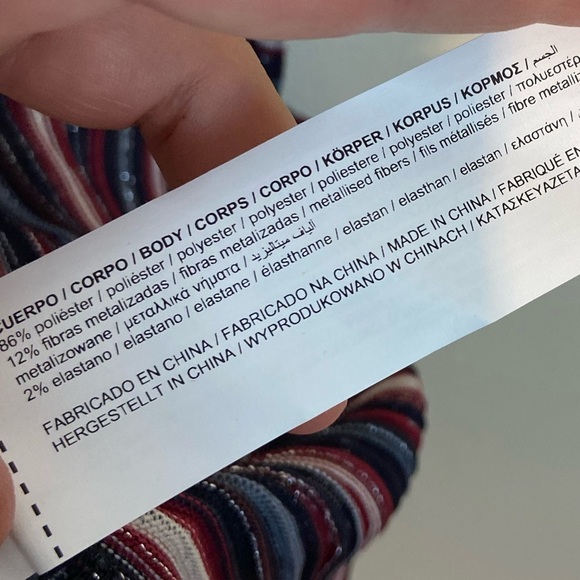 CUERPO / CORPO / BODY / CORPS / CORPO / KÖRPER / KORPUS / ΚΟΡΜΟΣ / الجسم
86% poliéster / poliéster / polyester / polyester / poliestere / polyester / poliester / πολυεστέρ
12% fibras metalizadas / fibras metalizadas / metallised fibers / fils métallisés / fibre metalliz
metalizowane / μεταλλικά νήματα / ألياف ميتاليزيد
2% elastano / elastano / elastane / élasthanne / elastan / elasthan / elastan / ελαστάνη /
FABRICADO EN CHINA / FABRICADO NA CHINA / MADE IN CHINA / FABRIQUÉ EN
HERGESTELLT IN CHINA / WYPRODUKOWANO W CHINACH / ΚΑΤΑΣΚΕΥΑΖΕΤΑ